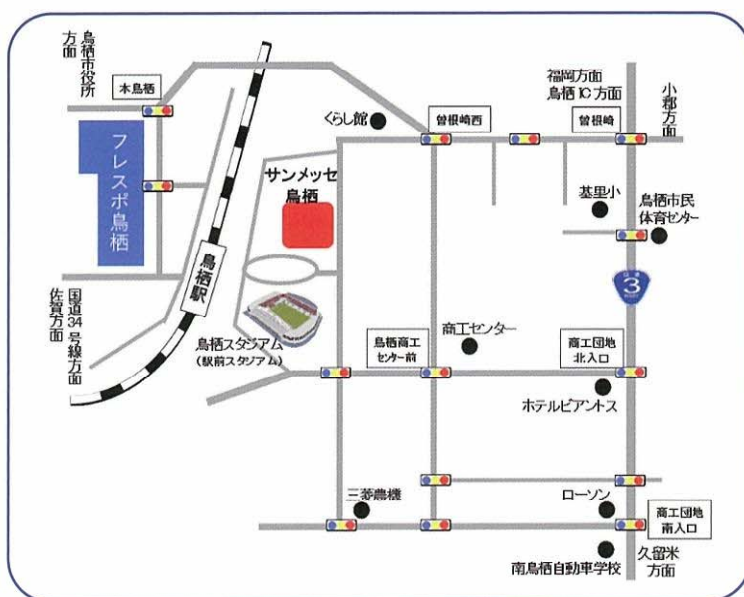 鳥栖市役所
方面
本鳥栖
フレスポ鳥栖
鳥栖駅
国道34号線方面
佐賀方面
くらし館
サンメッセ
鳥栖
鳥栖スタジアム
(駅前スタジアム)
曽根崎西
福岡方面
鳥栖IC方面
曽根崎
小郡方面
基里小
鳥栖市民
体育センター
国道
3
鳥栖商工
センター前
商工センター
商工団地
北入口
ホテルビアントス
三菱農機
ローソン
商工団地
南入口
南鳥栖自動車学校
久留米
方面